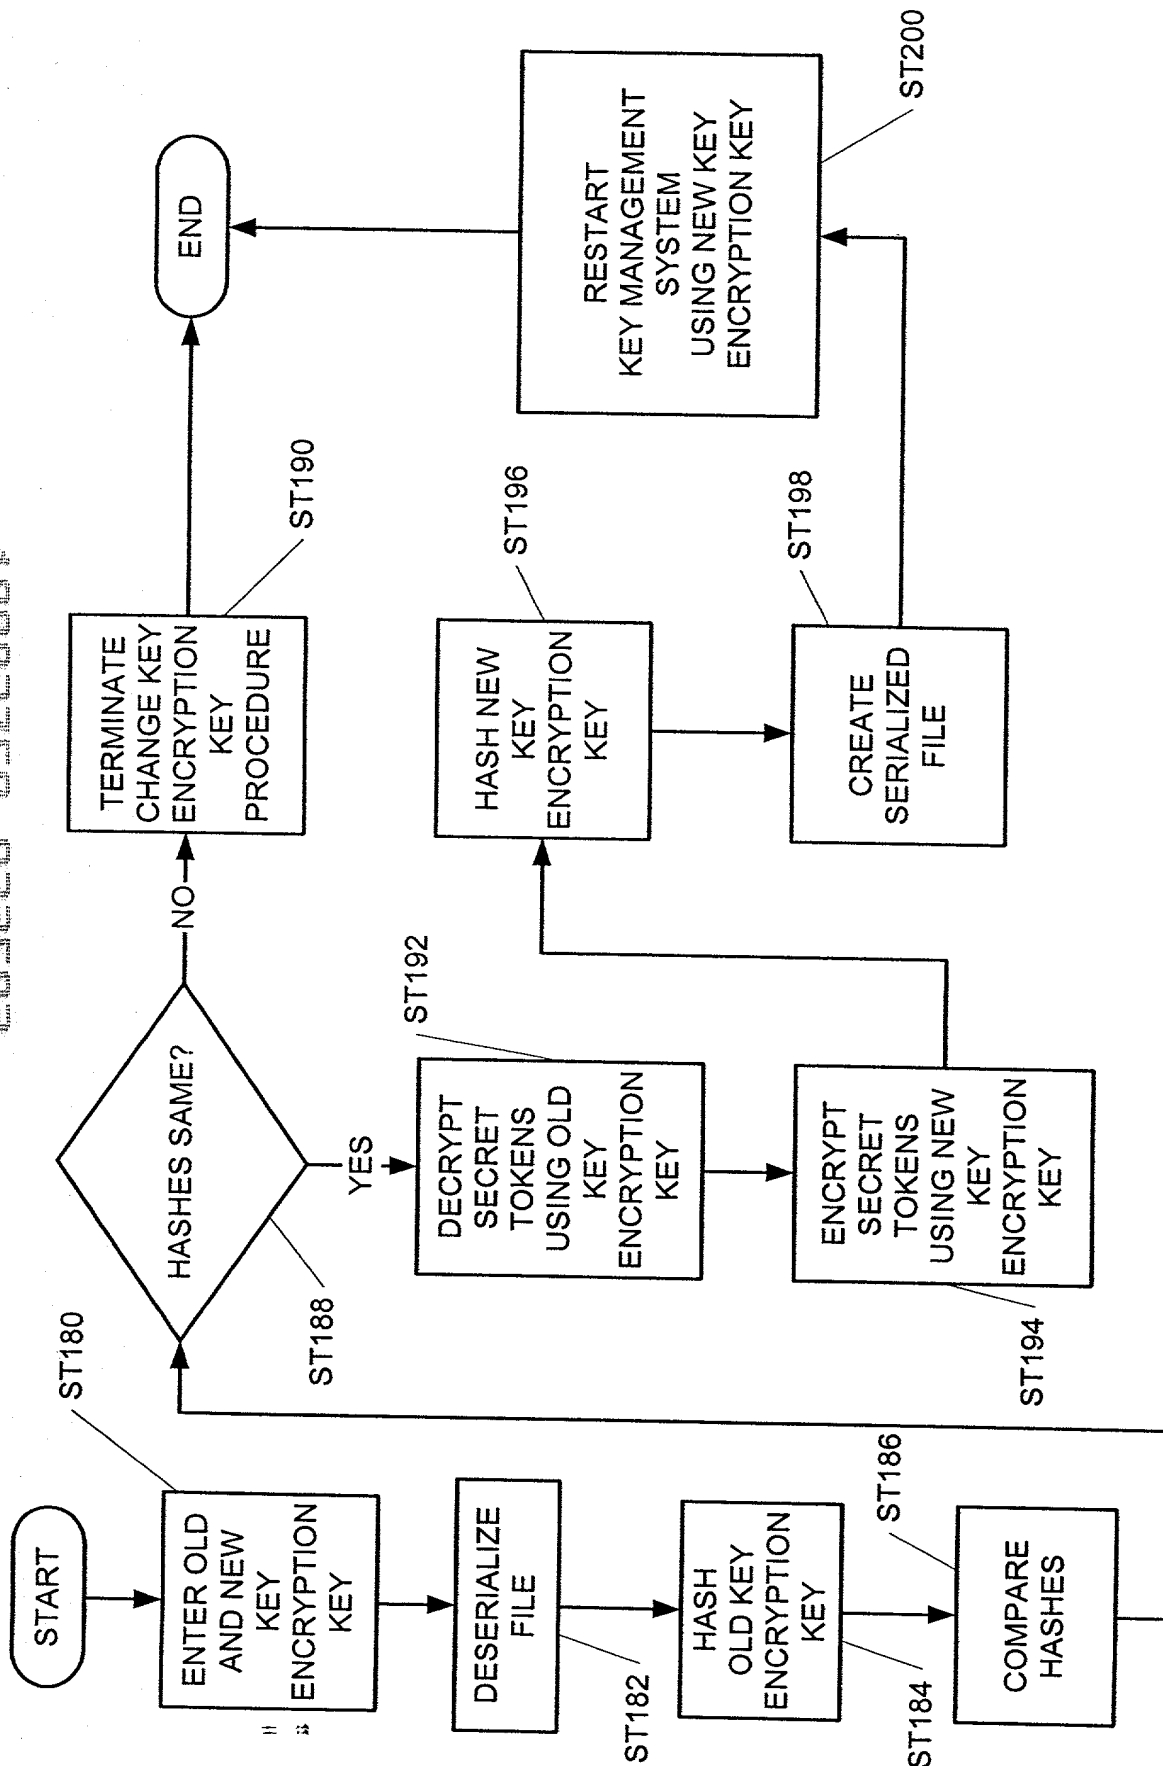 START
ST180
ENTER OLD
AND NEW
KEY
ENCRYPTION
KEY
DESERIALIZE
FILE
ST182
HASH
OLD KEY
ENCRYPTION
KEY
ST184
ST186
COMPARE
HASHES
HASHES SAME?
ST188
NO
YES
TERMINATE
CHANGE KEY
ENCRYPTION
KEY
PROCEDURE
ST190
END
DECRYPT
SECRET
TOKENS
USING OLD
KEY
ENCRYPTION
KEY
ST192
ENCRYPT
SECRET
TOKENS
USING NEW
KEY
ENCRYPTION
KEY
ST194
HASH NEW
KEY
ENCRYPTION
KEY
ST196
CREATE
SERIALIZED
FILE
ST198
RESTART
KEY MANAGEMENT
SYSTEM
USING NEW KEY
ENCRYPTION KEY
ST200